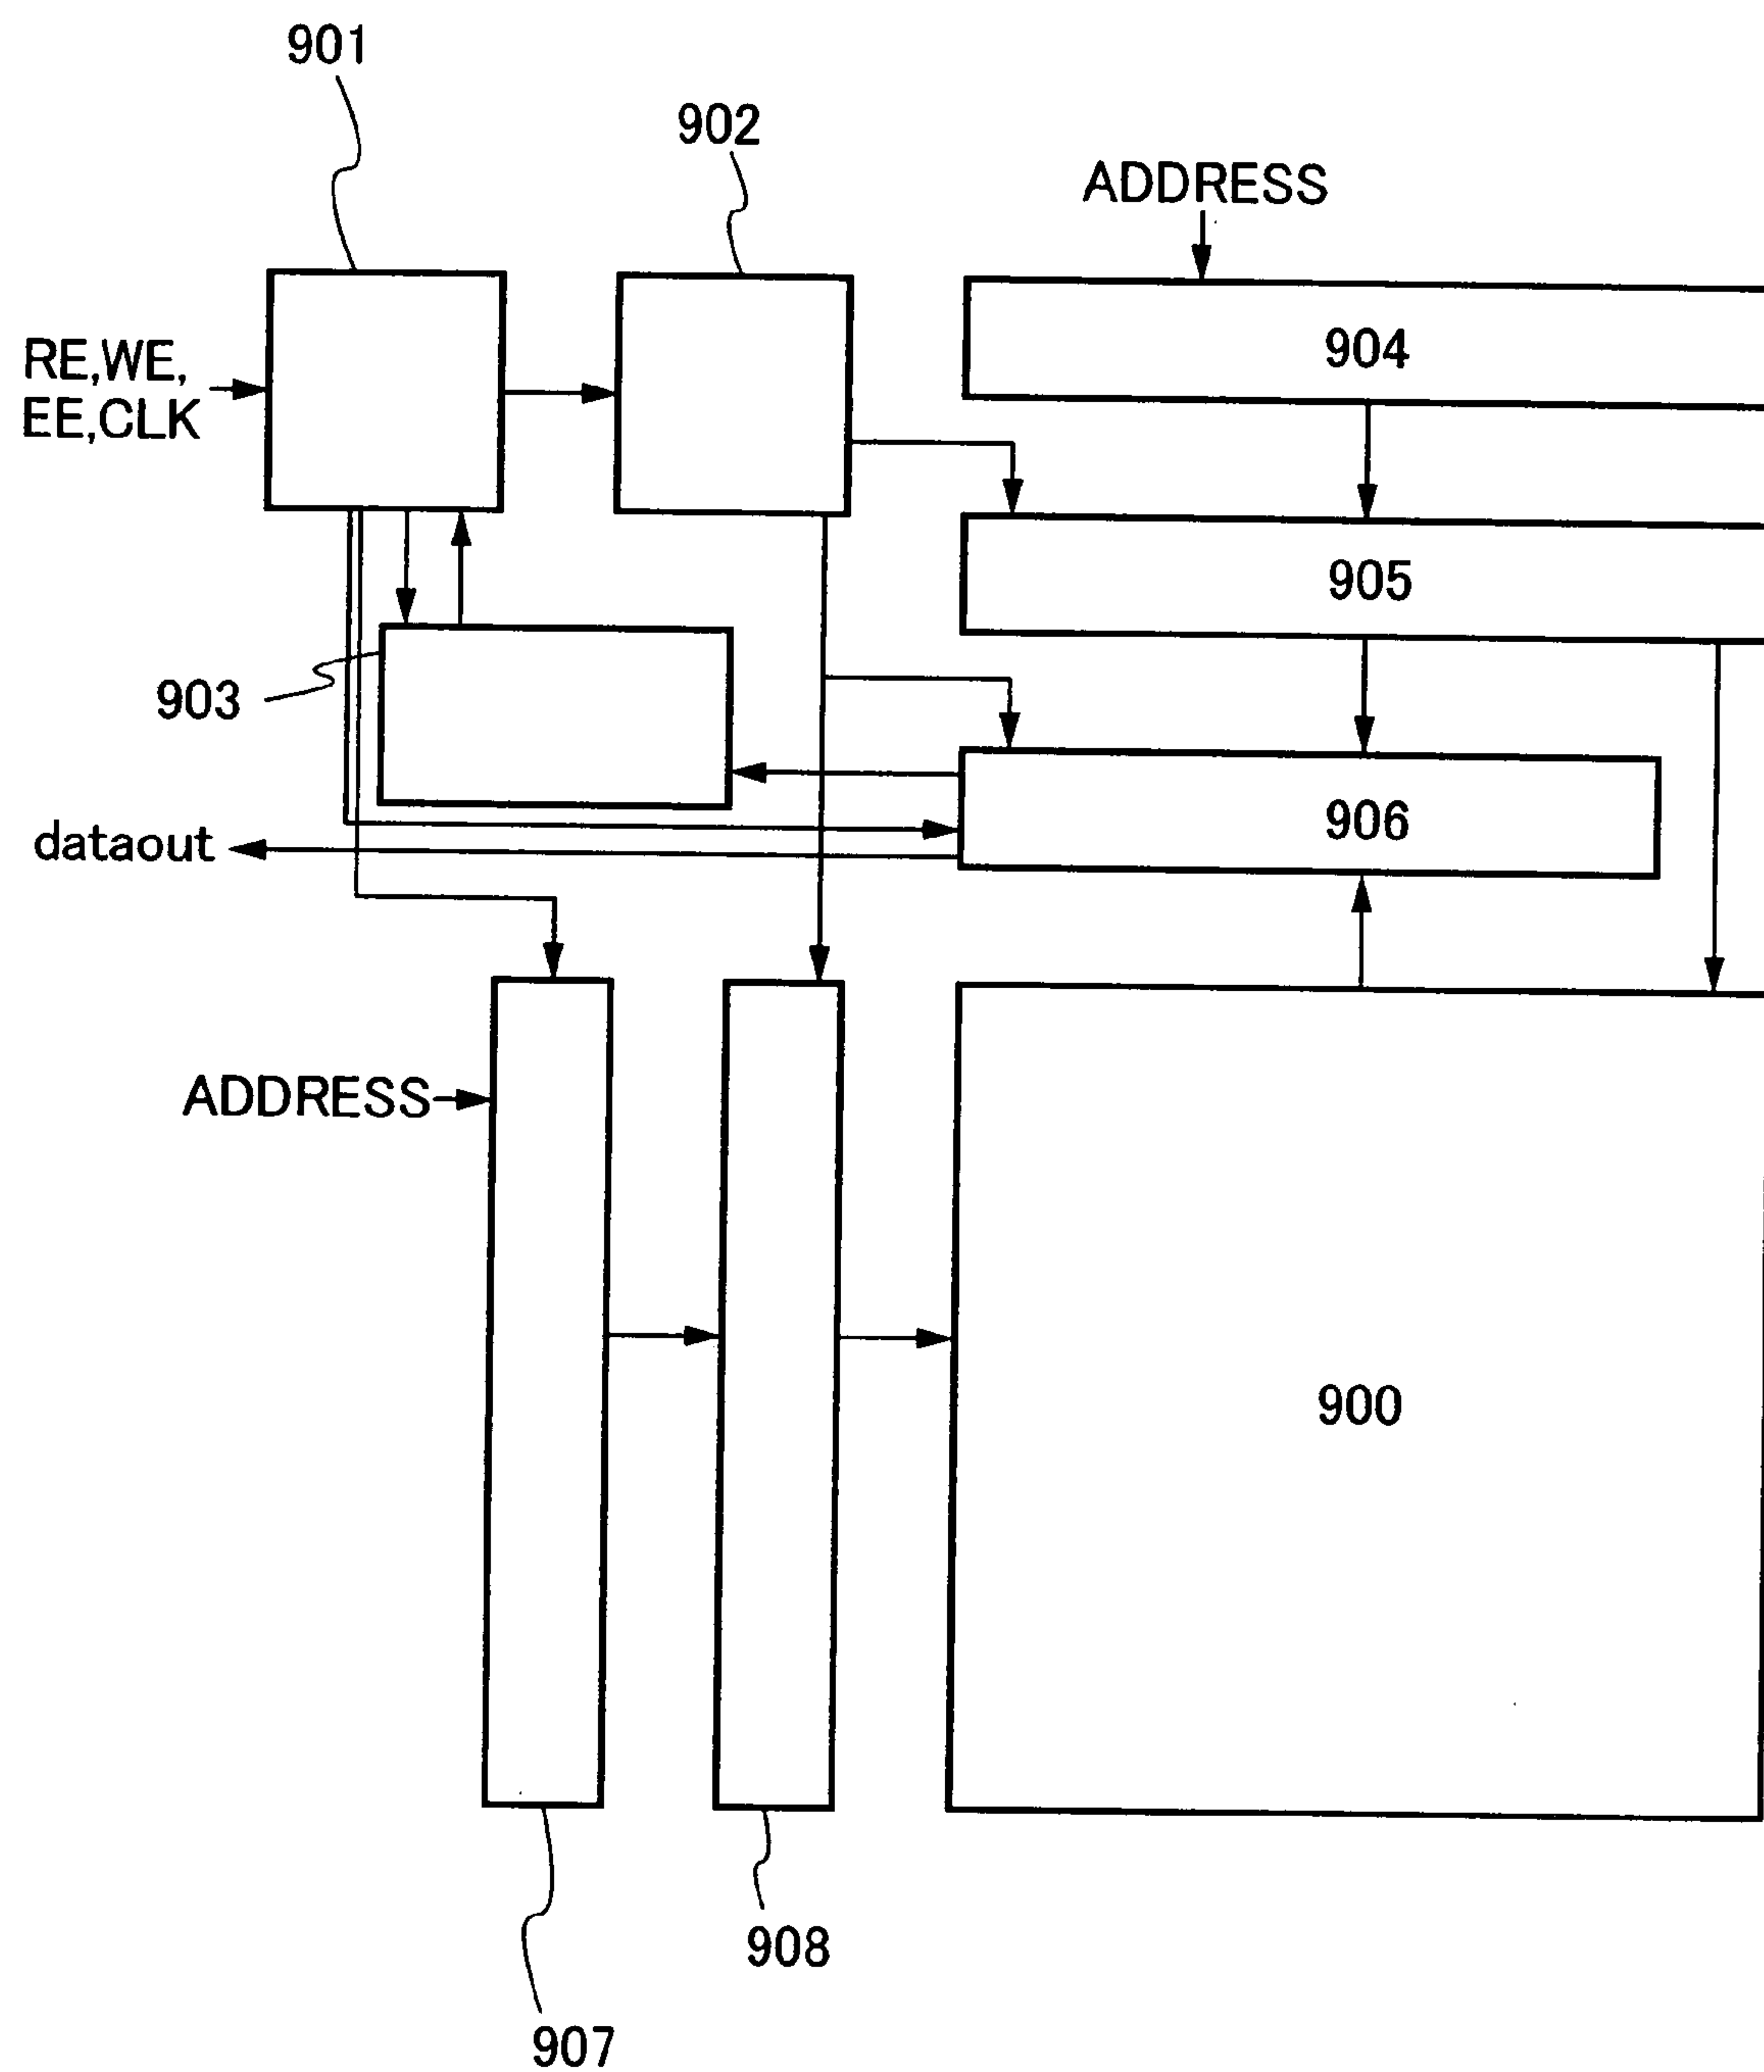 901
902
ADDRESS
RE,WE,
EE,CLK
904
905
903
906
dataout
ADDRESS
900
908
907